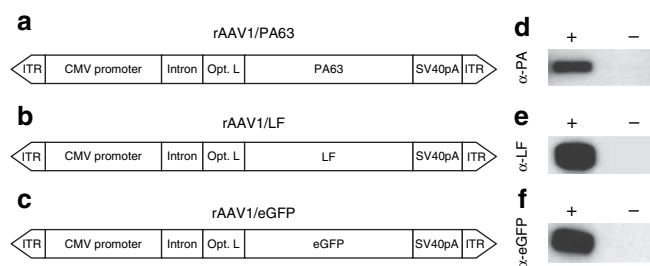 a
rAAV1/PA63
ITR CMV promoter Intron Opt. L PA63 SV40pA ITR
b
rAAV1/LF
ITR CMV promoter Intron Opt. L LF SV40pA ITR
c
rAAV1/eGFP
ITR CMV promoter Intron Opt. L eGFP SV40pA ITR
d
+ −
α-PA
e
+ −
α-LF
f
+ −
α-eGFP